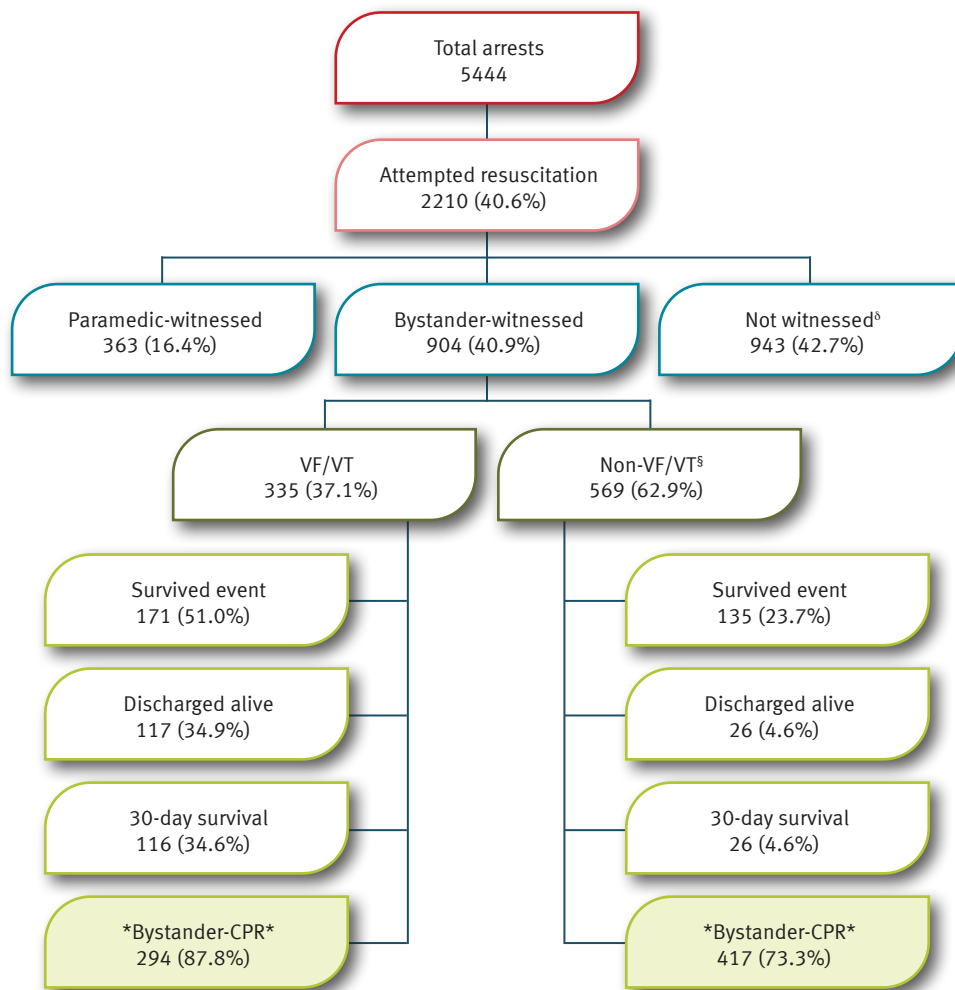 Total arrests
5444
Attempted resuscitation
2210 (40.6%)
Paramedic-witnessed
363 (16.4%)
Bystander-witnessed
904 (40.9%)
Not witnessedᵟ
943 (42.7%)
VF/VT
335 (37.1%)
Non-VF/VT§
569 (62.9%)
Survived event
171 (51.0%)
Discharged alive
117 (34.9%)
30-day survival
116 (34.6%)
*Bystander-CPR*
294 (87.8%)
Survived event
135 (23.7%)
Discharged alive
26 (4.6%)
30-day survival
26 (4.6%)
*Bystander-CPR*
417 (73.3%)